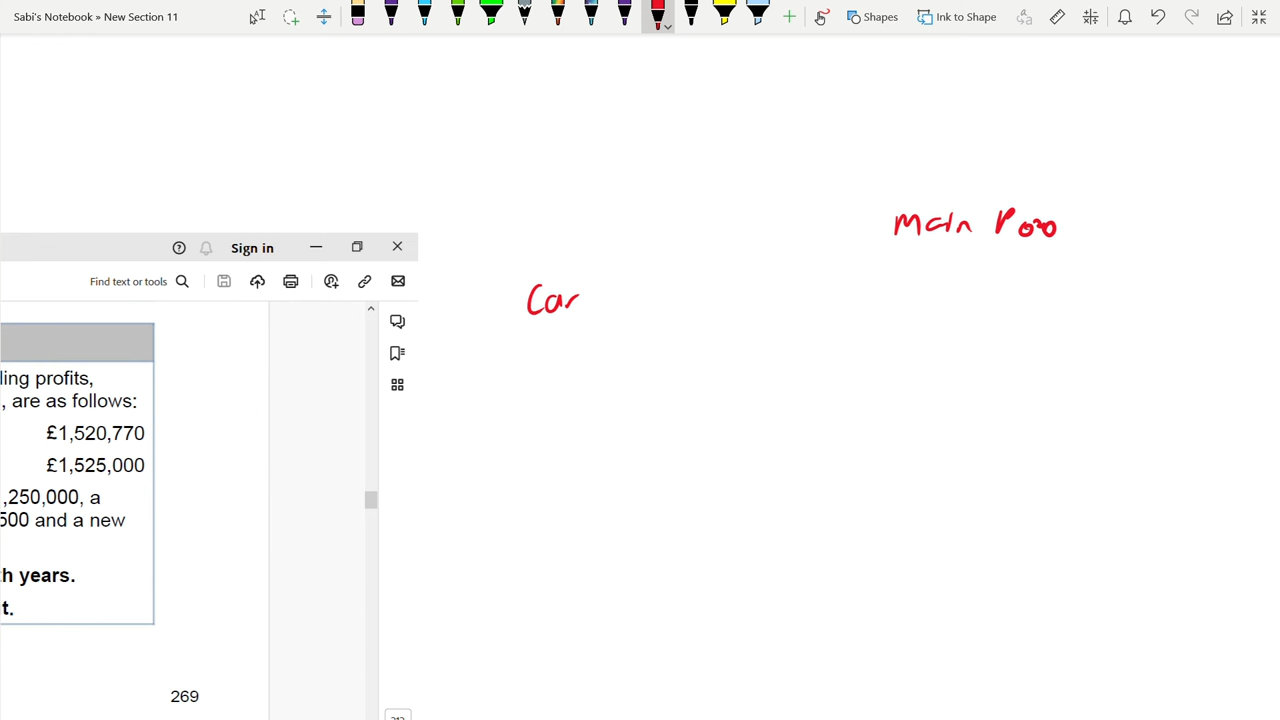 Sabi's Notebook » New Section 11
Shapes
Ink to Shape
Main Pool
Sign in
Find text or tools
Car
ling profits,
, are as follows:
£1,520,770
£1,525,000
,250,000, a
500 and a new
h years.
t.
269